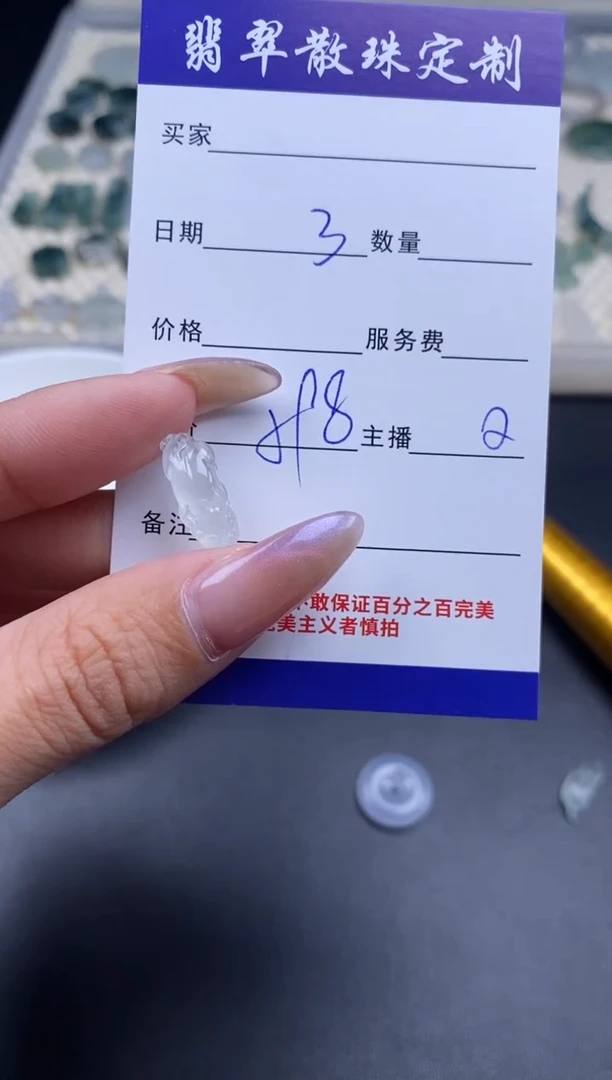 翡翠散珠定制
买家
日期 3 数量
价格 服务费
8 主播 2
备注
敢保证百分之百完美
美主义者慎拍